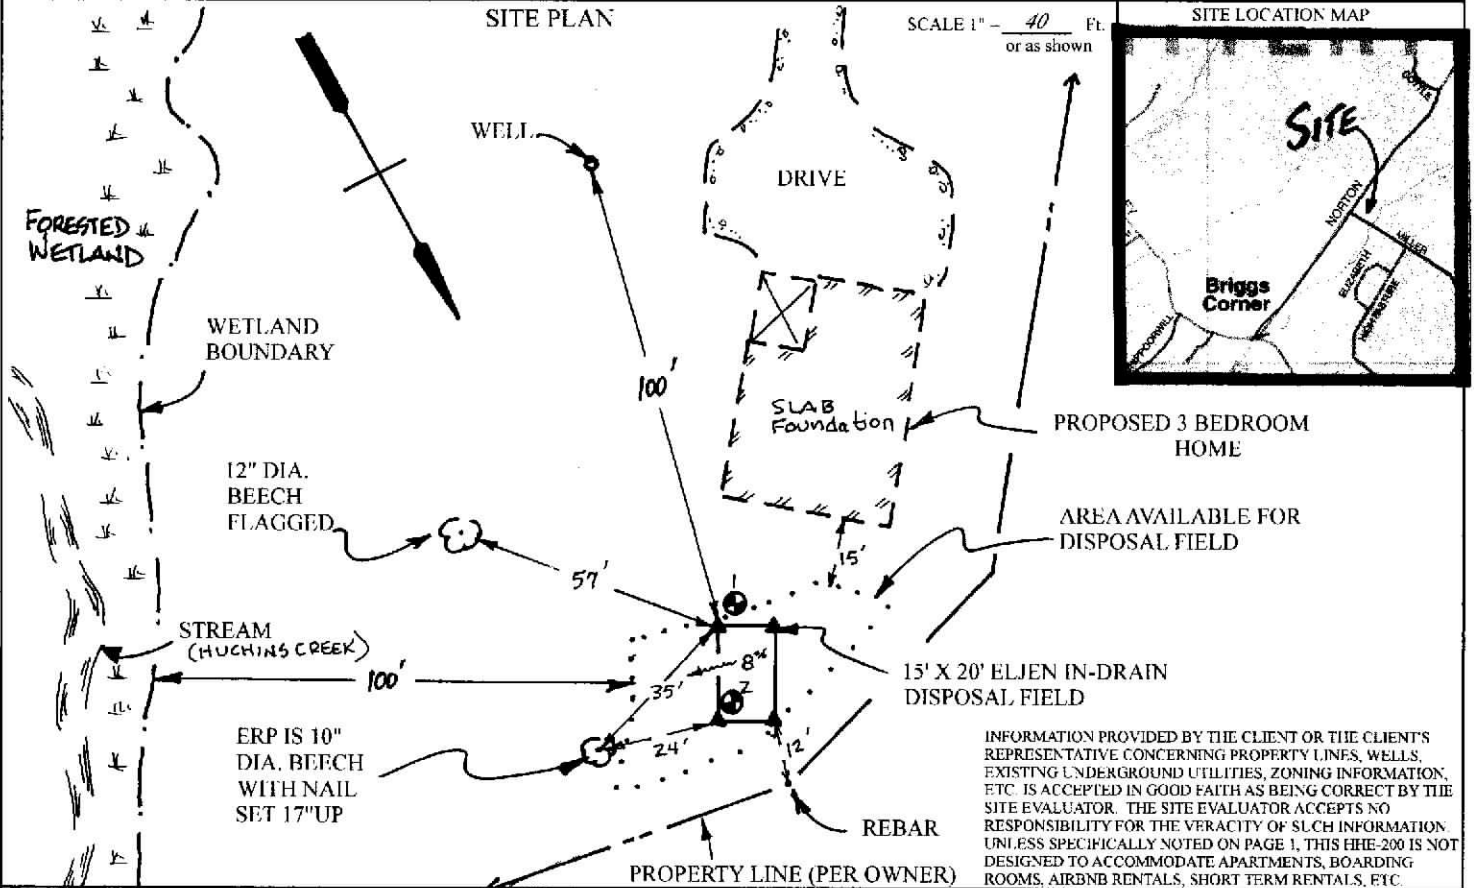 SITE PLAN
SCALE 1" = 40 Ft.
or as shown
SITE LOCATION MAP
SITE
NORTON
MILLER
ELIZABETH
HIGH PASTURE
Briggs
Corner
WELL
DRIVE
FORESTED
WETLAND
WETLAND
BOUNDARY
100'
SLAB
Foundation
PROPOSED 3 BEDROOM
HOME
12" DIA.
BEECH
FLAGGED
AREA AVAILABLE FOR
DISPOSAL FIELD
15'
57'
1
STREAM
(HUCHINS CREEK)
100'
8%
35'
2
15' X 20' ELJEN IN-DRAIN
DISPOSAL FIELD
ERP IS 10"
DIA. BEECH
WITH NAIL
SET 17"UP
24'
12'
REBAR
PROPERTY LINE (PER OWNER)
INFORMATION PROVIDED BY THE CLIENT OR THE CLIENT'S
REPRESENTATIVE CONCERNING PROPERTY LINES, WELLS,
EXISTING UNDERGROUND UTILITIES, ZONING INFORMATION,
ETC. IS ACCEPTED IN GOOD FAITH AS BEING CORRECT BY THE
SITE EVALUATOR. THE SITE EVALUATOR ACCEPTS NO
RESPONSIBILITY FOR THE VERACITY OF SUCH INFORMATION.
UNLESS SPECIFICALLY NOTED ON PAGE 1, THIS HHE-200 IS NOT
DESIGNED TO ACCOMMODATE APARTMENTS, BOARDING
ROOMS, AIRBNB RENTALS, SHORT TERM RENTALS, ETC.